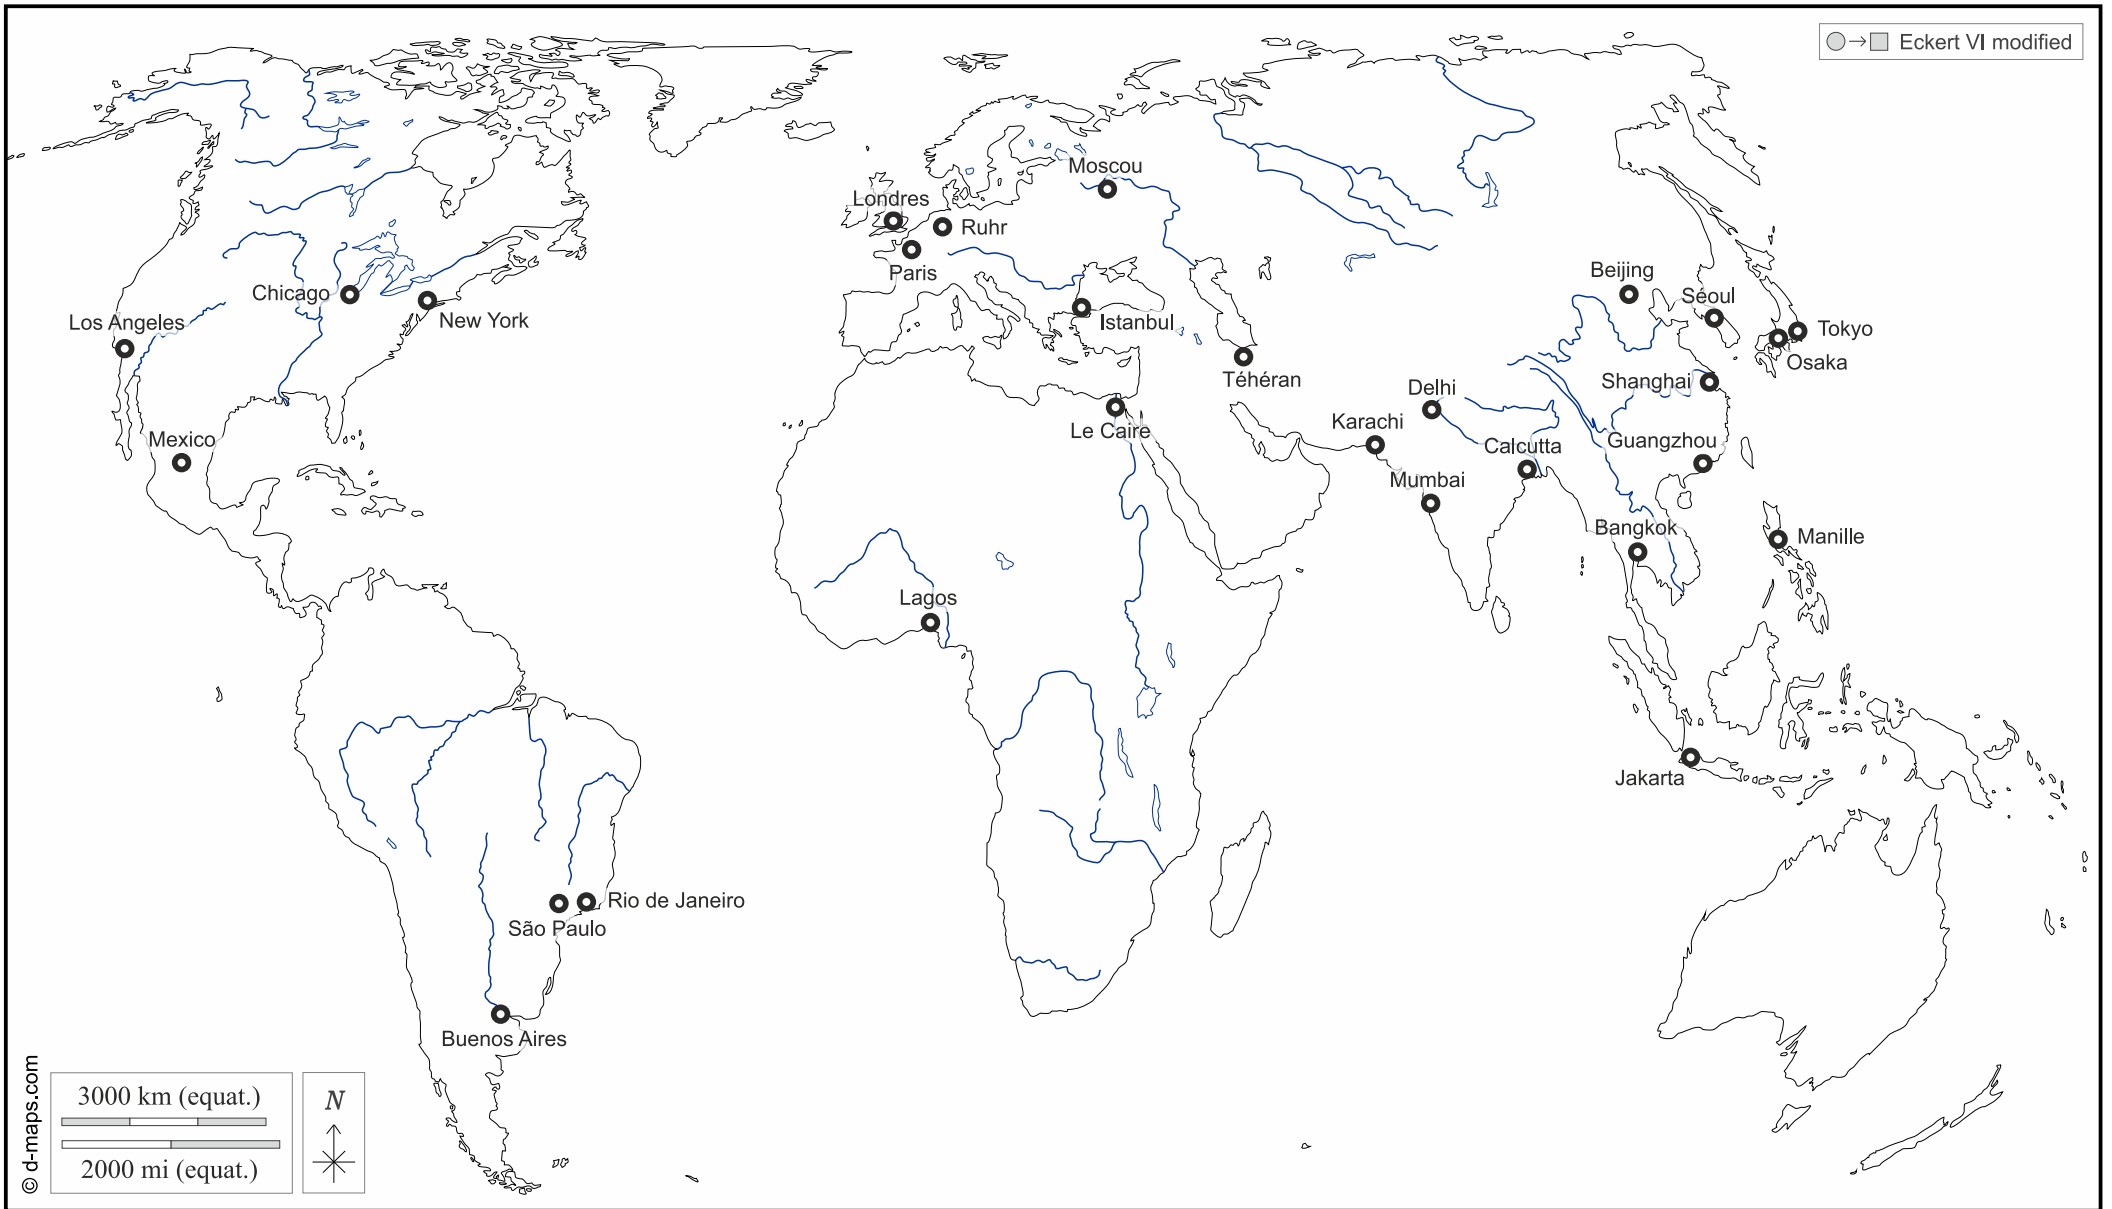 Eckert VI modified
Moscou
Londres
Ruhr
Paris
Beijing
Séoul
Chicago
New York
Los Angeles
Istanbul
Tokyo
Osaka
Téhéran
Shanghai
Delhi
Le Caire
Karachi
Mexico
Calcutta
Guangzhou
Mumbai
Bangkok
Manille
Lagos
Jakarta
Rio de Janeiro
São Paulo
Buenos Aires
3000 km (equat.)
2000 mi (equat.)
N
© d-maps.com